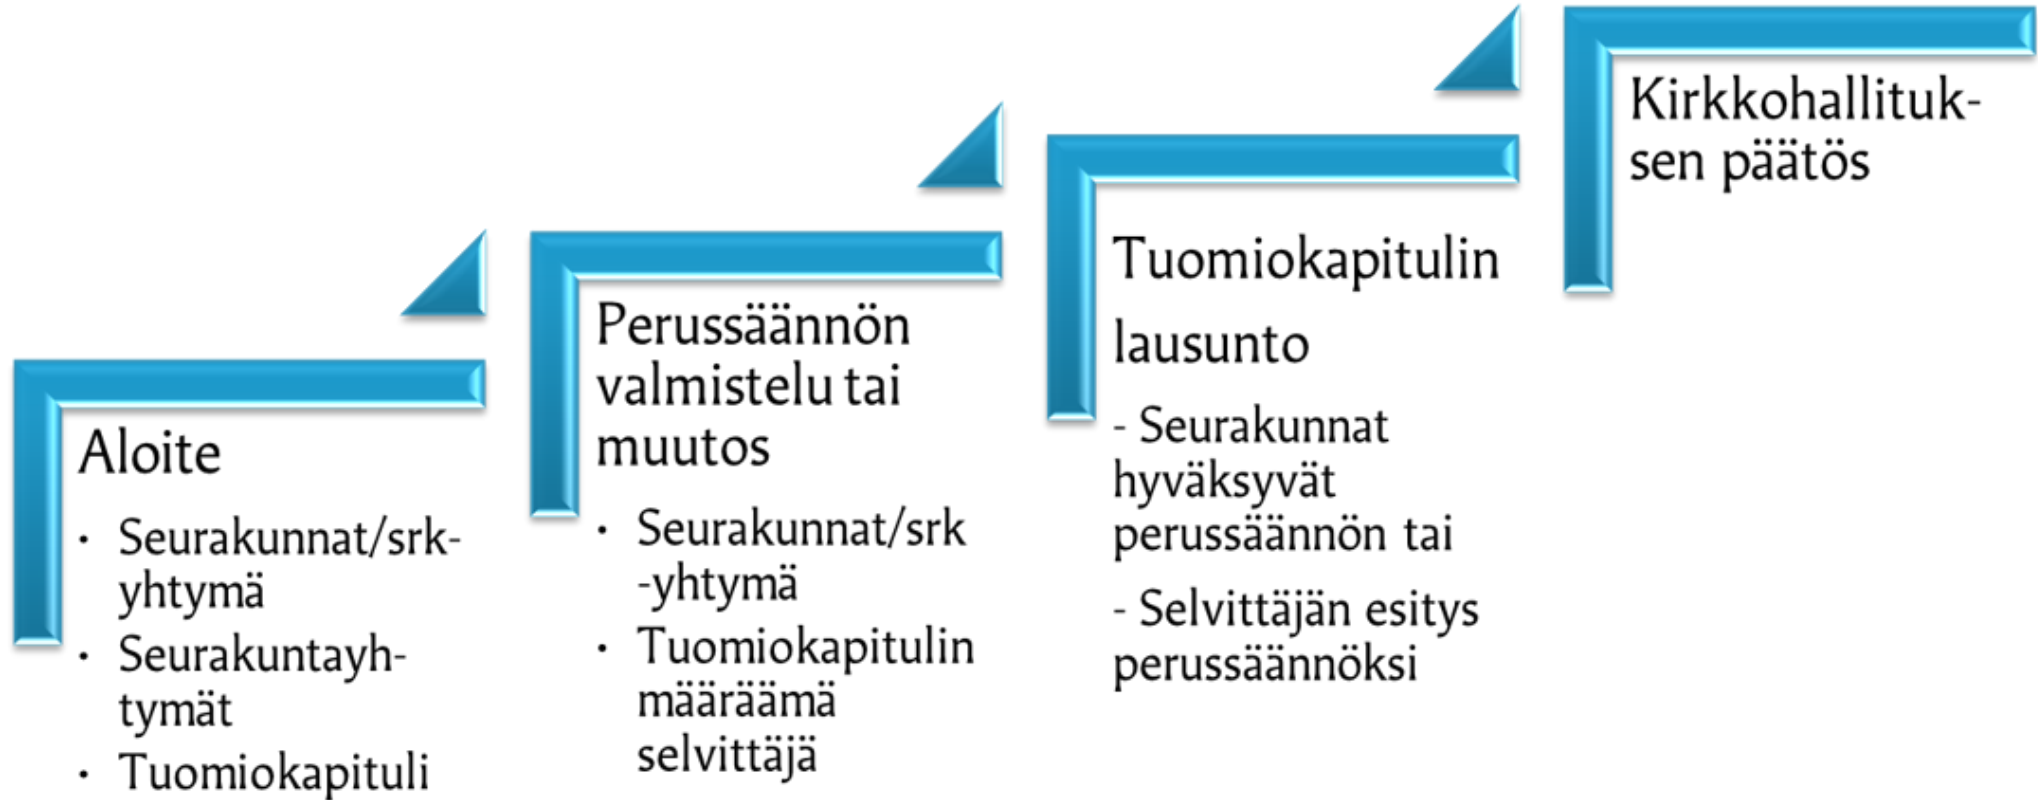 Aloite
• Seurakunnat/srk-
yhtymä
• Seurakuntayh-
tymät
• Tuomiokapituli
Perussäännön
valmistelu tai
muutos
• Seurakunnat/srk
-yhtymä
• Tuomiokapitulin
määräämä
selvittäjä
Tuomiokapitulin
lausunto
- Seurakunnat
hyväksyvät
perussäännön tai
- Selvittäjän esitys
perussäännöksi
Kirkkohallituk-
sen päätös